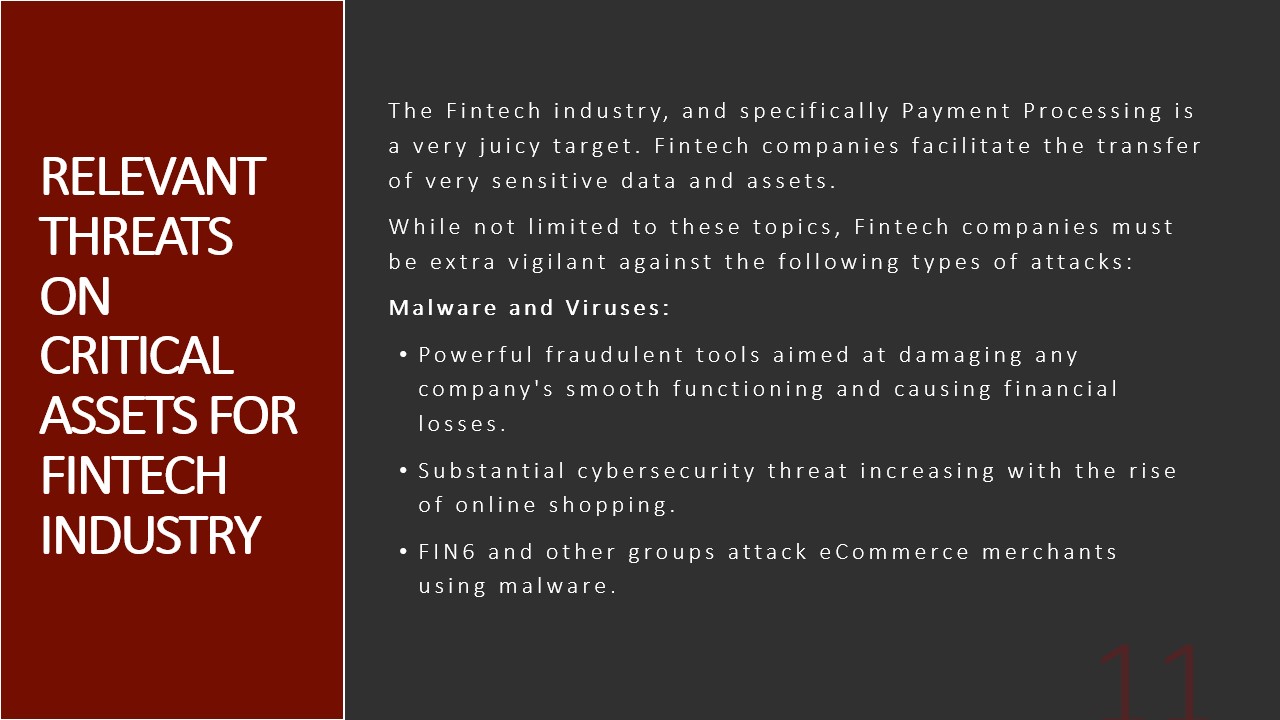 RELEVANT
THREATS
ON
CRITICAL
ASSETS FOR
FINTECH
INDUSTRY
The Fintech industry, and specifically Payment Processing is
a very juicy target. Fintech companies facilitate the transfer
of very sensitive data and assets.
While not limited to these topics, Fintech companies must
be extra vigilant against the following types of attacks:
Malware and Viruses:
• Powerful fraudulent tools aimed at damaging any
company's smooth functioning and causing financial
losses.
• Substantial cybersecurity threat increasing with the rise
of online shopping.
• FIN6 and other groups attack eCommerce merchants
using malware.
11